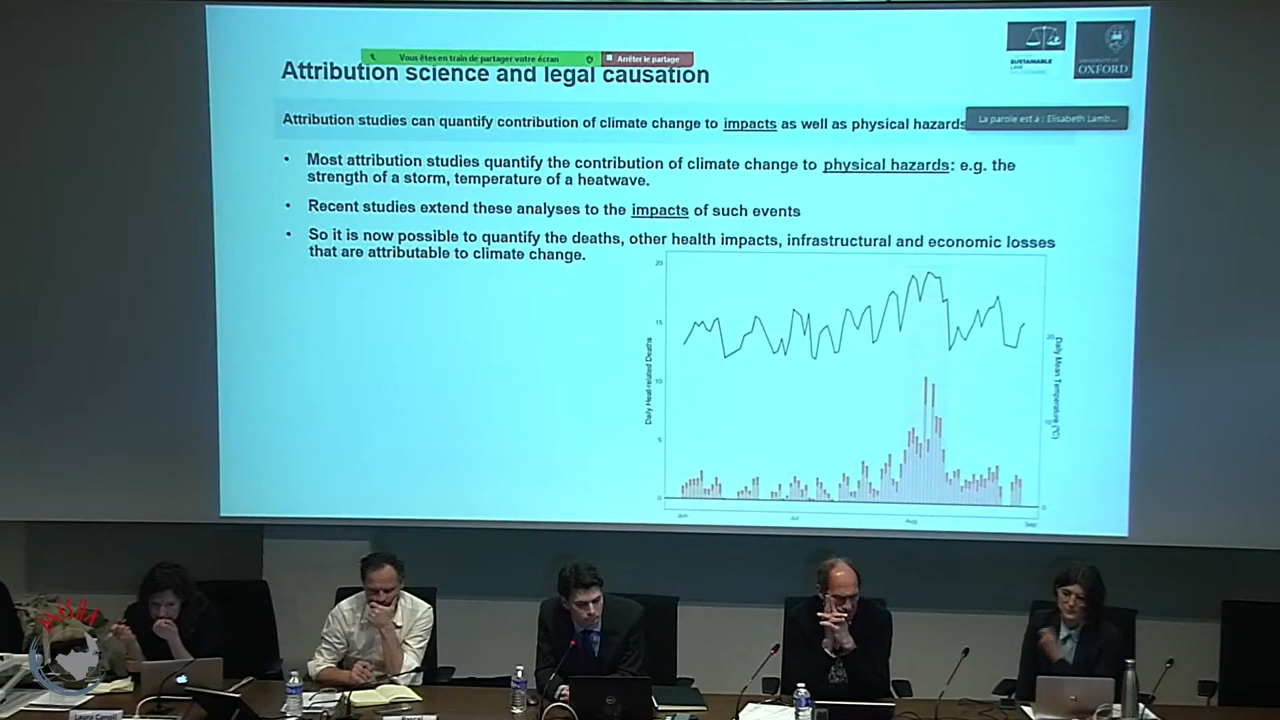 Vous êtes en train de partager votre écran
Arrêter le partage
Attribution science and legal causation
SUSTAINABLE
LAW
UNIVERSITY OF
OXFORD
Attribution studies can quantify contribution of climate change to impacts as well as physical hazards
La parole est à : Elisabeth Lamb...
• Most attribution studies quantify the contribution of climate change to physical hazards: e.g. the
strength of a storm, temperature of a heatwave.
• Recent studies extend these analyses to the impacts of such events
• So it is now possible to quantify the deaths, other health impacts, infrastructural and economic losses
that are attributable to climate change.
20
15
10
5
0
Daily Heat-related Deaths
Daily Mean Temperature (°C)
0
Jun
Jul
Aug
Sep
MISHA
DELL